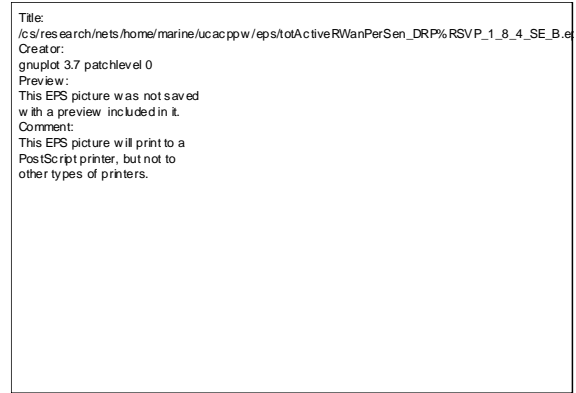 Title:
/cs/research/nets/home/marine/ucacppw/eps/totActiveRWanPerSen_DRP%RSVP_1_8_4_SE_B.e
Creator:
gnuplot 3.7 patchlevel 0
Preview:
This EPS picture was not saved
with a preview included in it.
Comment:
This EPS picture will print to a
PostScript printer, but not to
other types of printers.